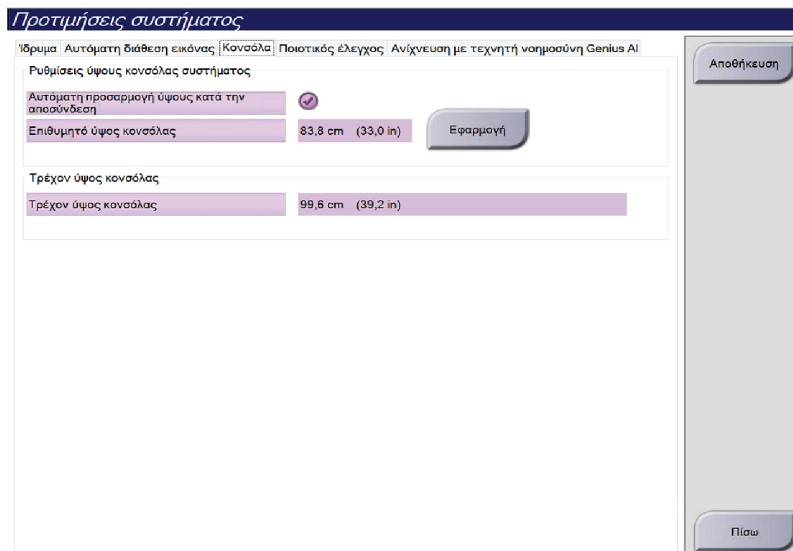 Προτιμήσεις συστήματος
Ίδρυμα Αυτόματη διάθεση εικόνας Κονσόλα Ποιοτικός έλεγχος Ανίχνευση με τεχνητή νοημοσύνη Genius AI
Αποθήκευση
Ρυθμίσεις ύψους κονσόλας συστήματος
Αυτόματη προσαρμογή ύψους κατά την
αποσύνδεση
Επιθυμητό ύψος κονσόλας 83,8 cm (33,0 in) Εφαρμογή
Τρέχον ύψος κονσόλας
Τρέχον ύψος κονσόλας 99,6 cm (39,2 in)
Πίσω